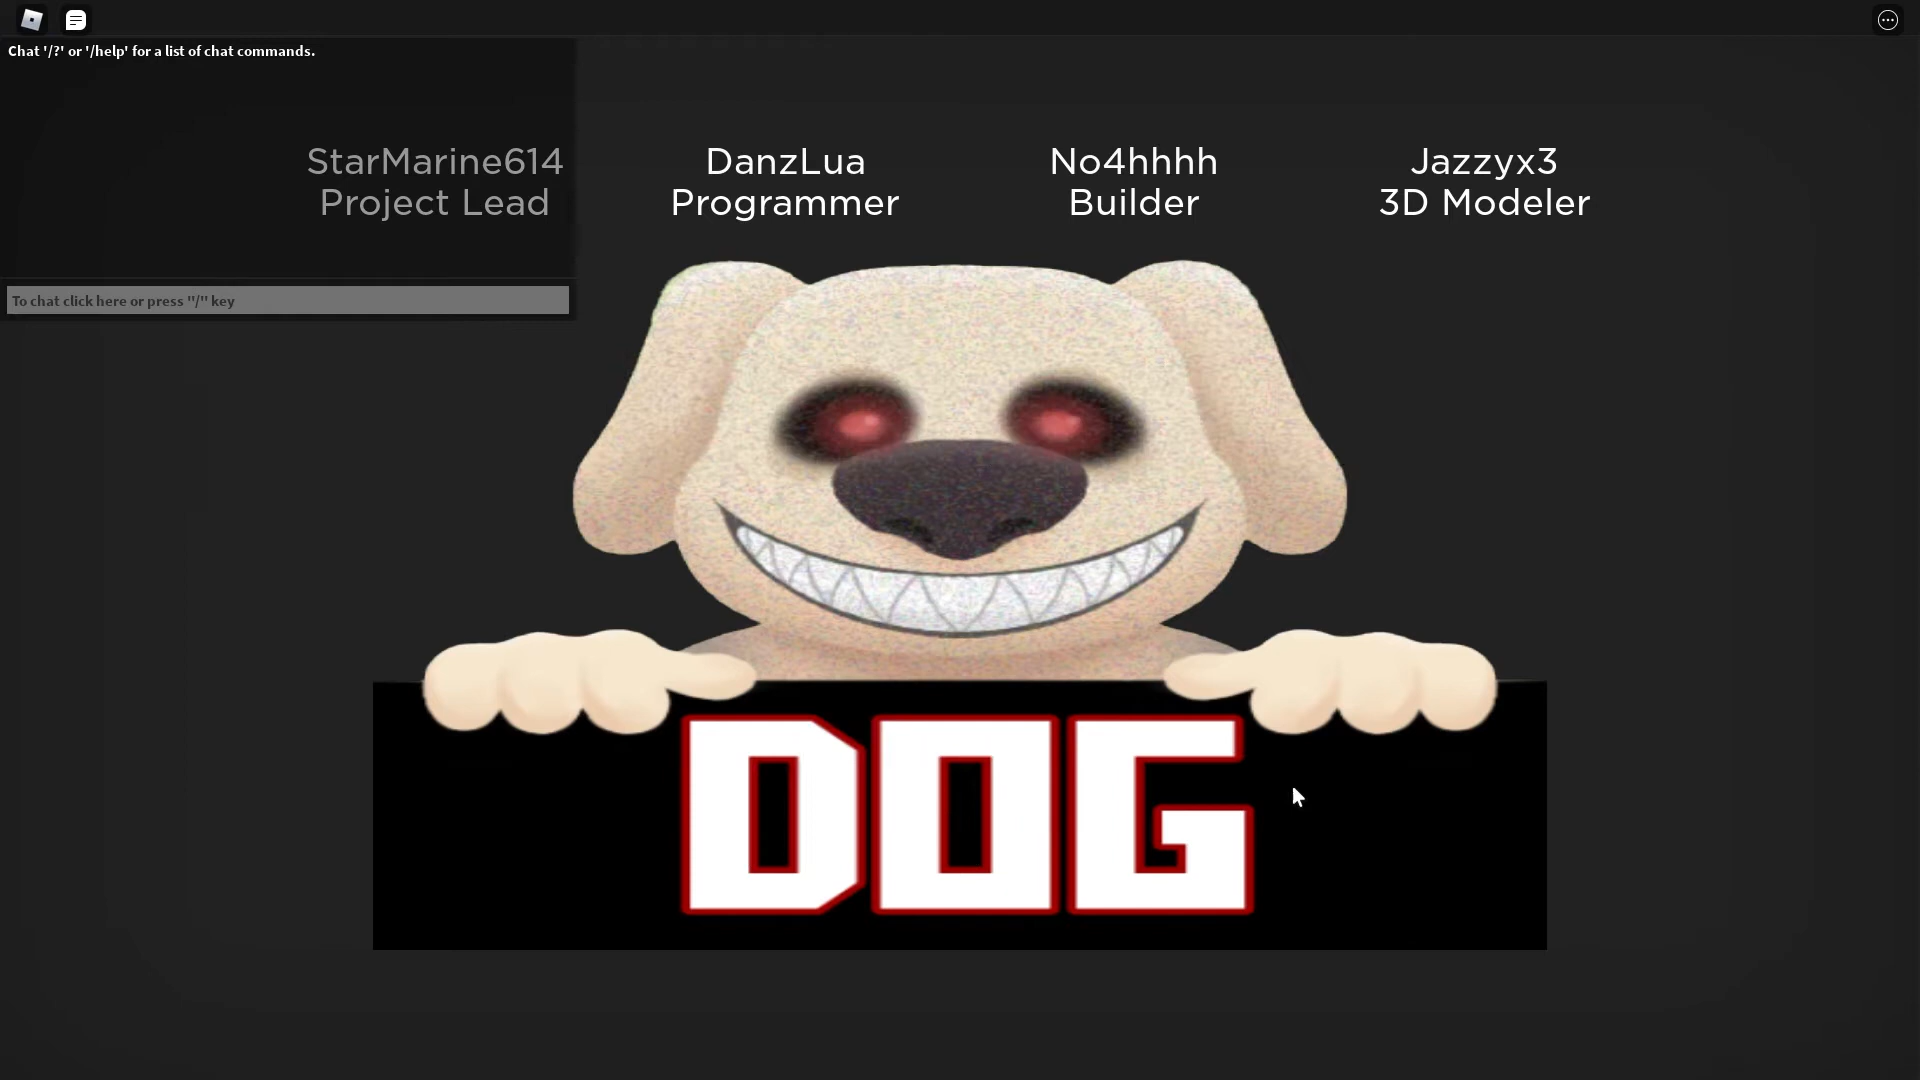 Chat '/?' or '/help' for a list of chat commands.
StarMarine614
Project Lead
DanzLua
Programmer
No4hhhh
Builder
Jazzyx3
3D Modeler
To chat click here or press "/" key
DOG